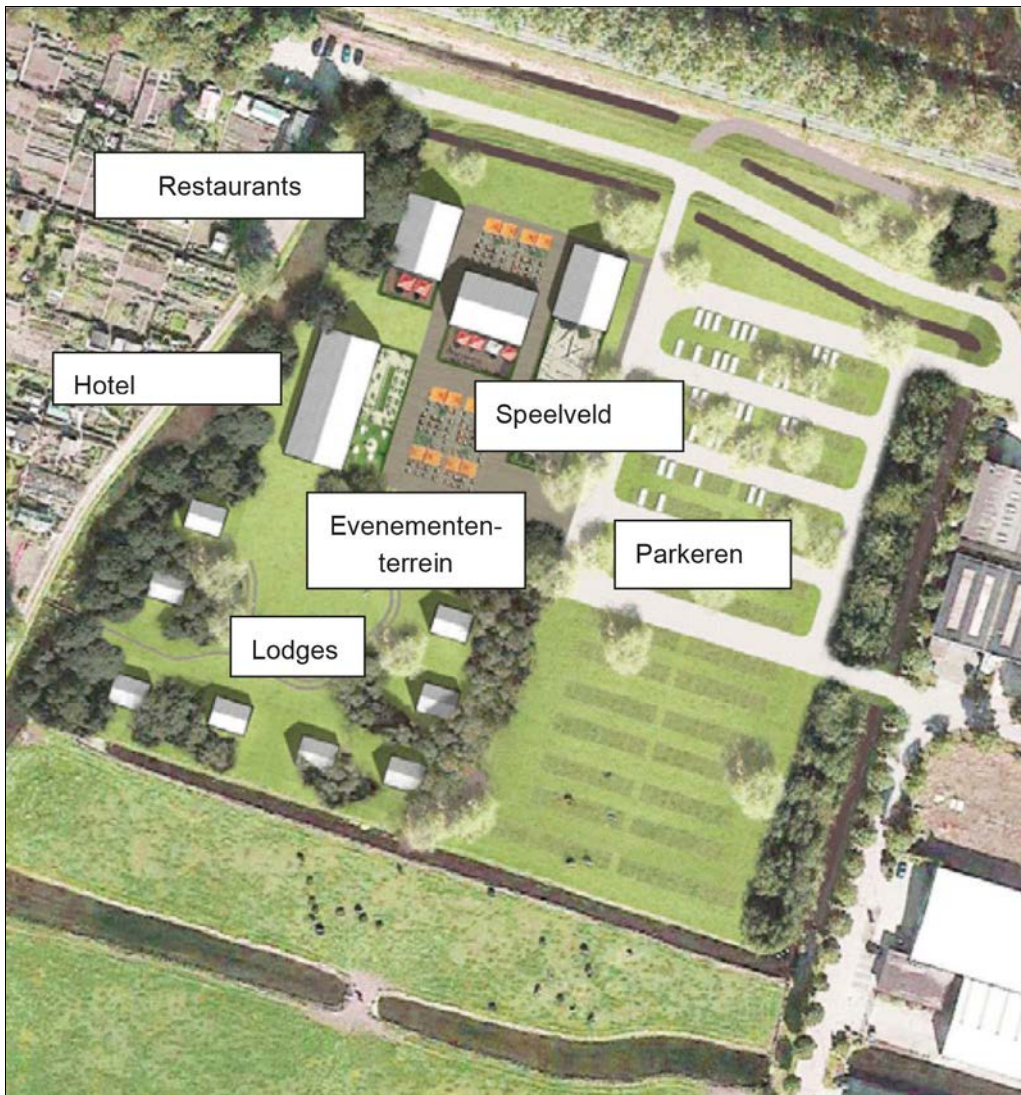 Restaurants
Hotel
Speelveld
Evenementen-
terrein
Parkeren
Lodges